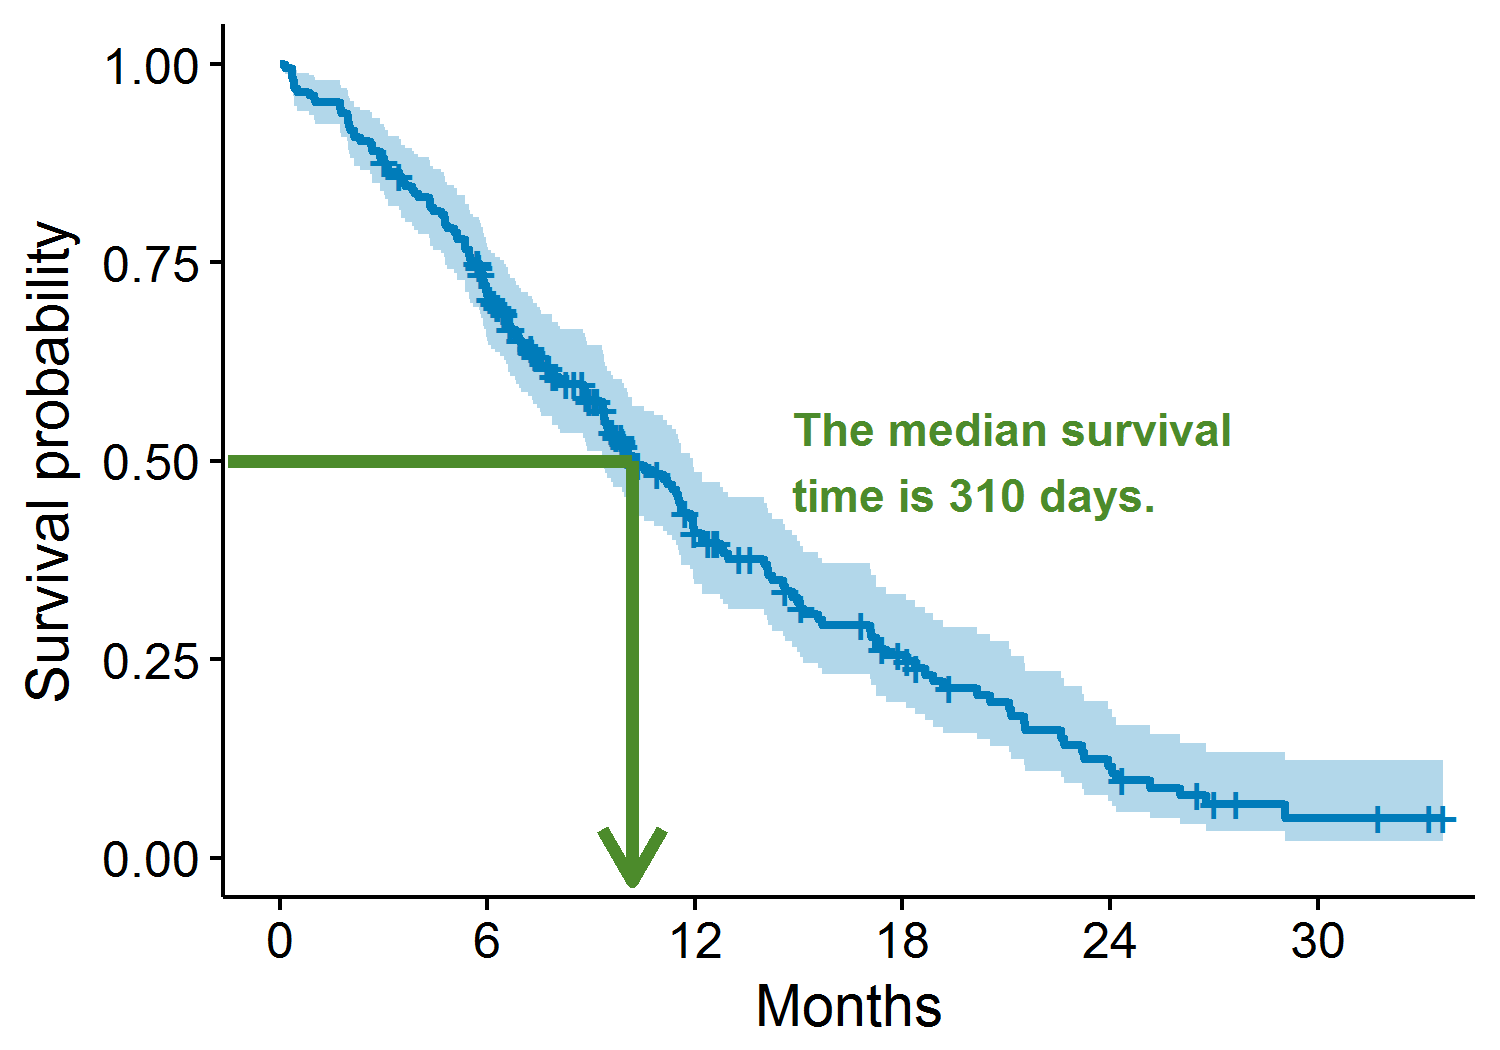 1.00
0.75
0.50
0.25
0.00
Survival probability
The median survival
time is 310 days.
0 6 12 18 24 30
Months